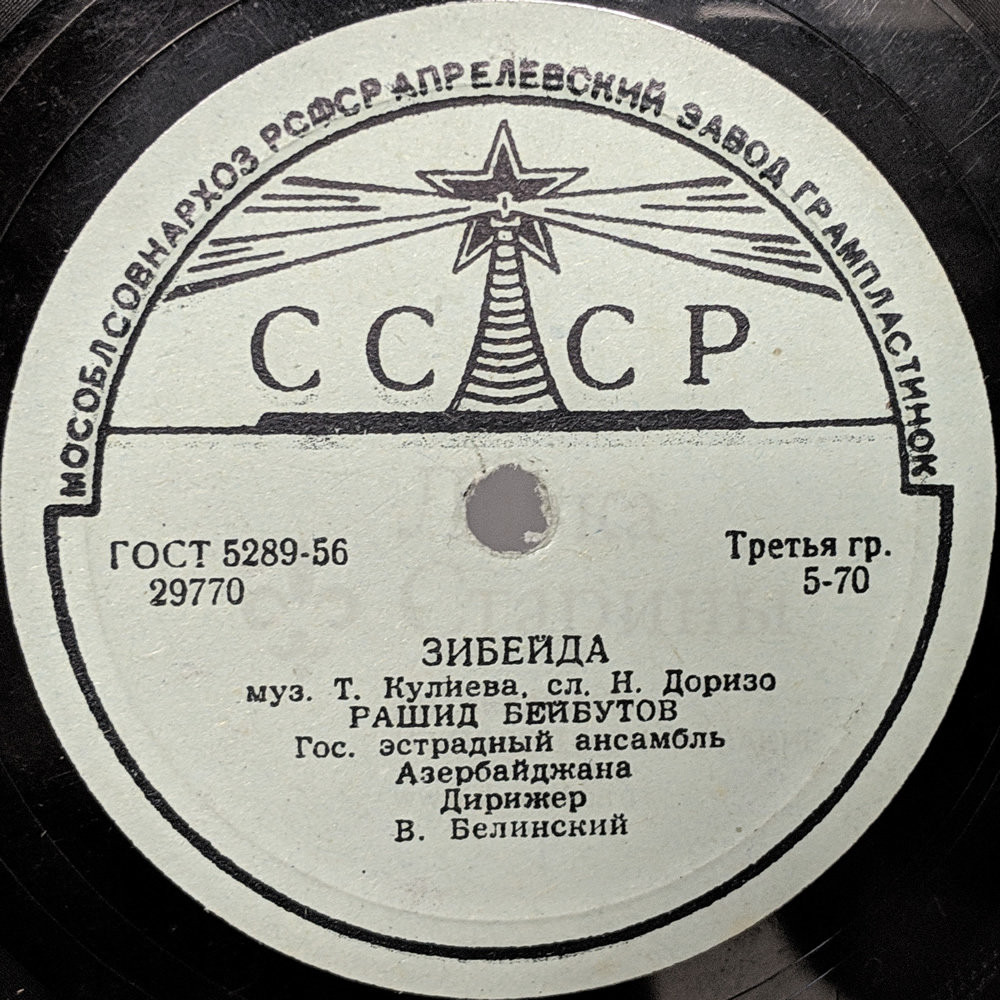 МОСОБЛСОВНАРХОЗ РСФСР АПРЕЛЕВСКИЙ ЗАВОД ГРАМПЛАСТИНОК
СССР
ГОСТ 5289-56
29770
Третья гр.
5-70
ЗИБЕЙДА
муз. Т. Кулиева, сл. Н. Доризо
РАШИД БЕЙБУТОВ
Гос. эстрадный ансамбль
Азербайджана
Дирижер
В. Белинский